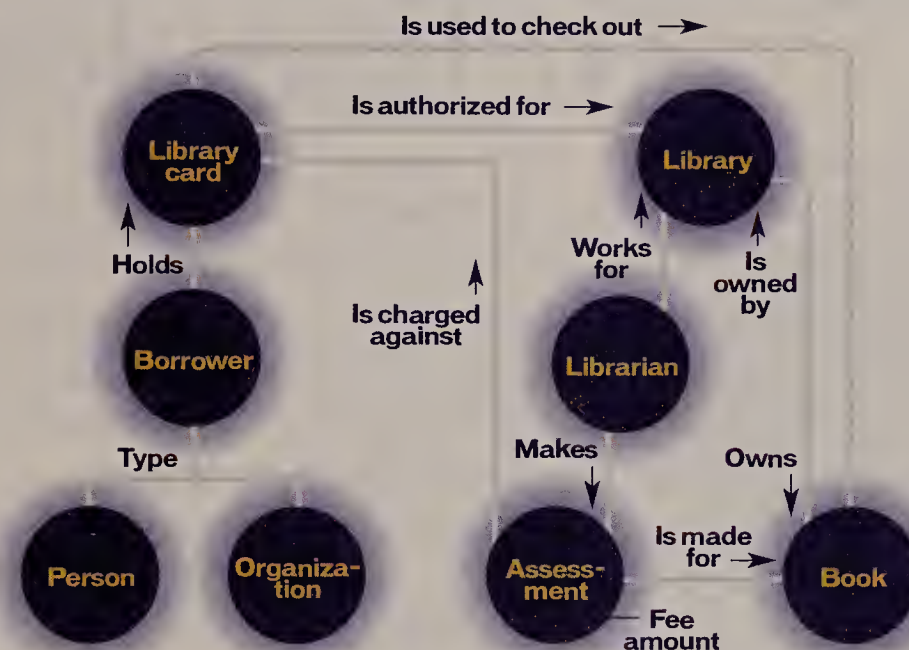 Is used to check out
Is authorized for
Library
card
Library
Holds
Works
for
Is
owned
by
Is charged
against
Borrower
Librarian
Type
Makes
Owns
Person
Organiza-
tion
Assess-
ment
Is made
for
Book
Fee
amount